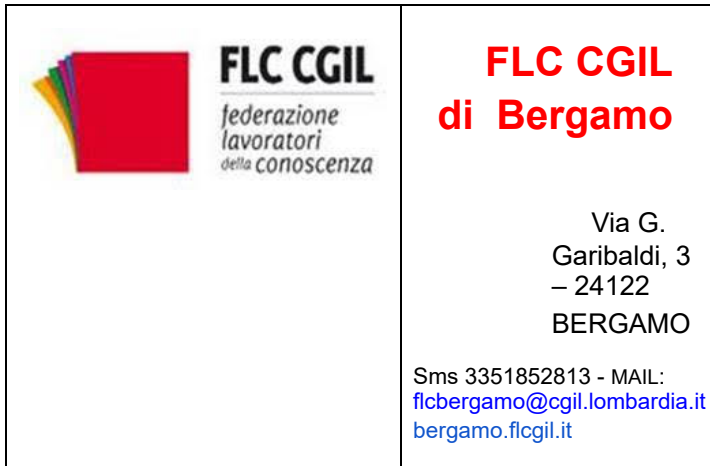 FLC CGIL
federazione
lavoratori
della conoscenza
FLC CGIL
di Bergamo
Via G.
Garibaldi, 3
– 24122
BERGAMO
Sms 3351852813 - MAIL:
flcbergamo@cgil.lombardia.it
bergamo.flcgil.it